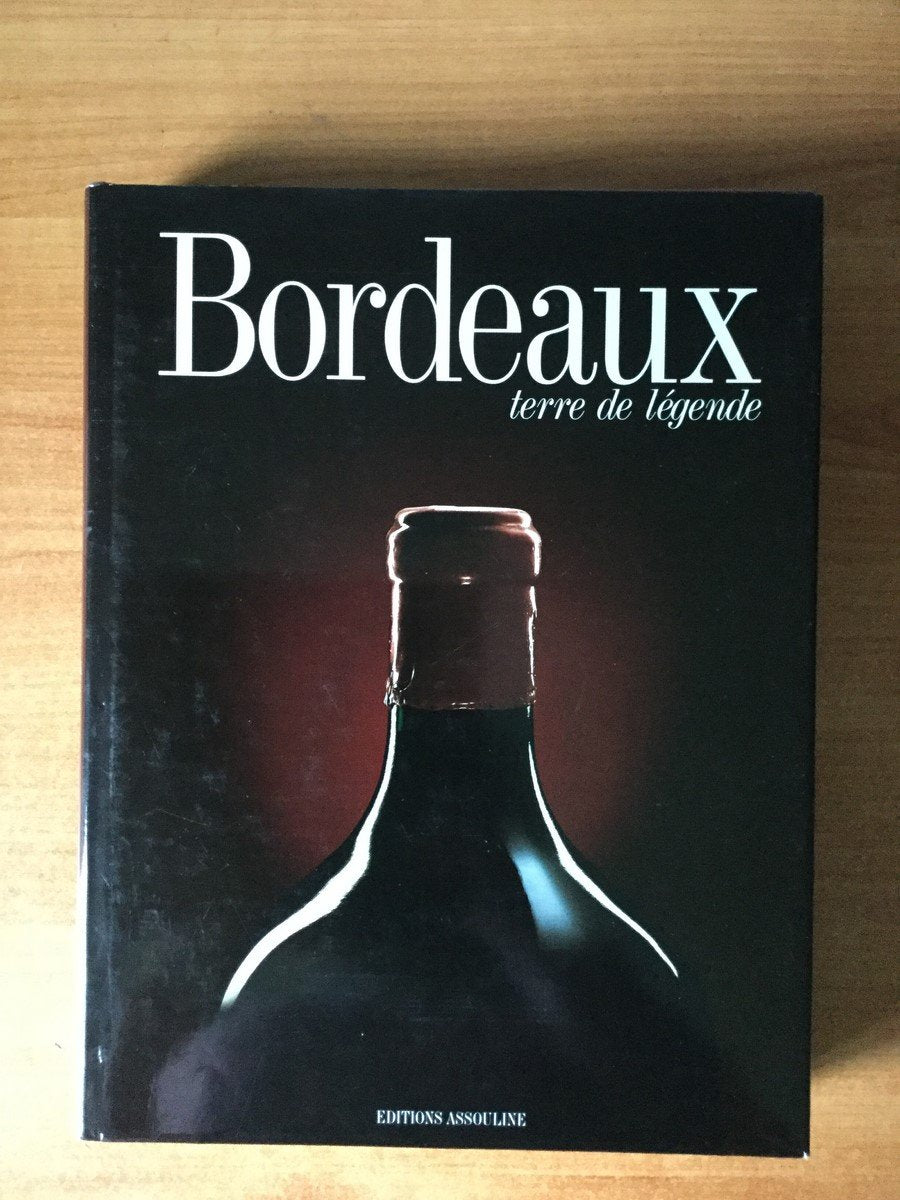 Bordeaux
terre de légende
EDITIONS ASSOULINE